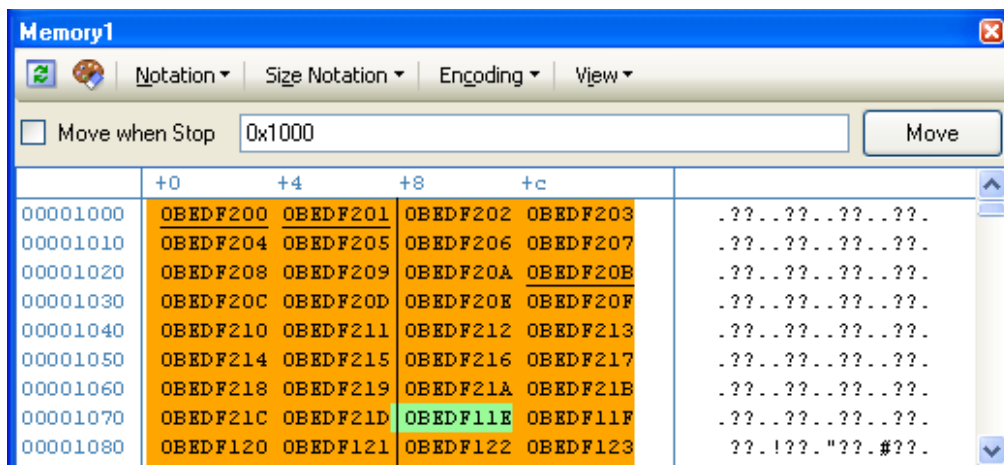 Memory1
Notation Size Notation Encoding View
Move when Stop 0x1000 Move
+0 +4 +8 +c
00001000 0BEDF200 0BEDF201 0BEDF202 0BEDF203 .??..??..??..??.
00001010 0BEDF204 0BEDF205 0BEDF206 0BEDF207 .??..??..??..??.
00001020 0BEDF208 0BEDF209 0BEDF20A 0BEDF20B .??..??..??..??.
00001030 0BEDF20C 0BEDF20D 0BEDF20E 0BEDF20F .??..??..??..??.
00001040 0BEDF210 0BEDF211 0BEDF212 0BEDF213 .??..??..??..??.
00001050 0BEDF214 0BEDF215 0BEDF216 0BEDF217 .??..??..??..??.
00001060 0BEDF218 0BEDF219 0BEDF21A 0BEDF21B .??..??..??..??.
00001070 0BEDF21C 0BEDF21D 0BEDF11E 0BEDF11F .??..??..??..??.
00001080 0BEDF120 0BEDF121 0BEDF122 0BEDF123 ??.!??."??.#??.